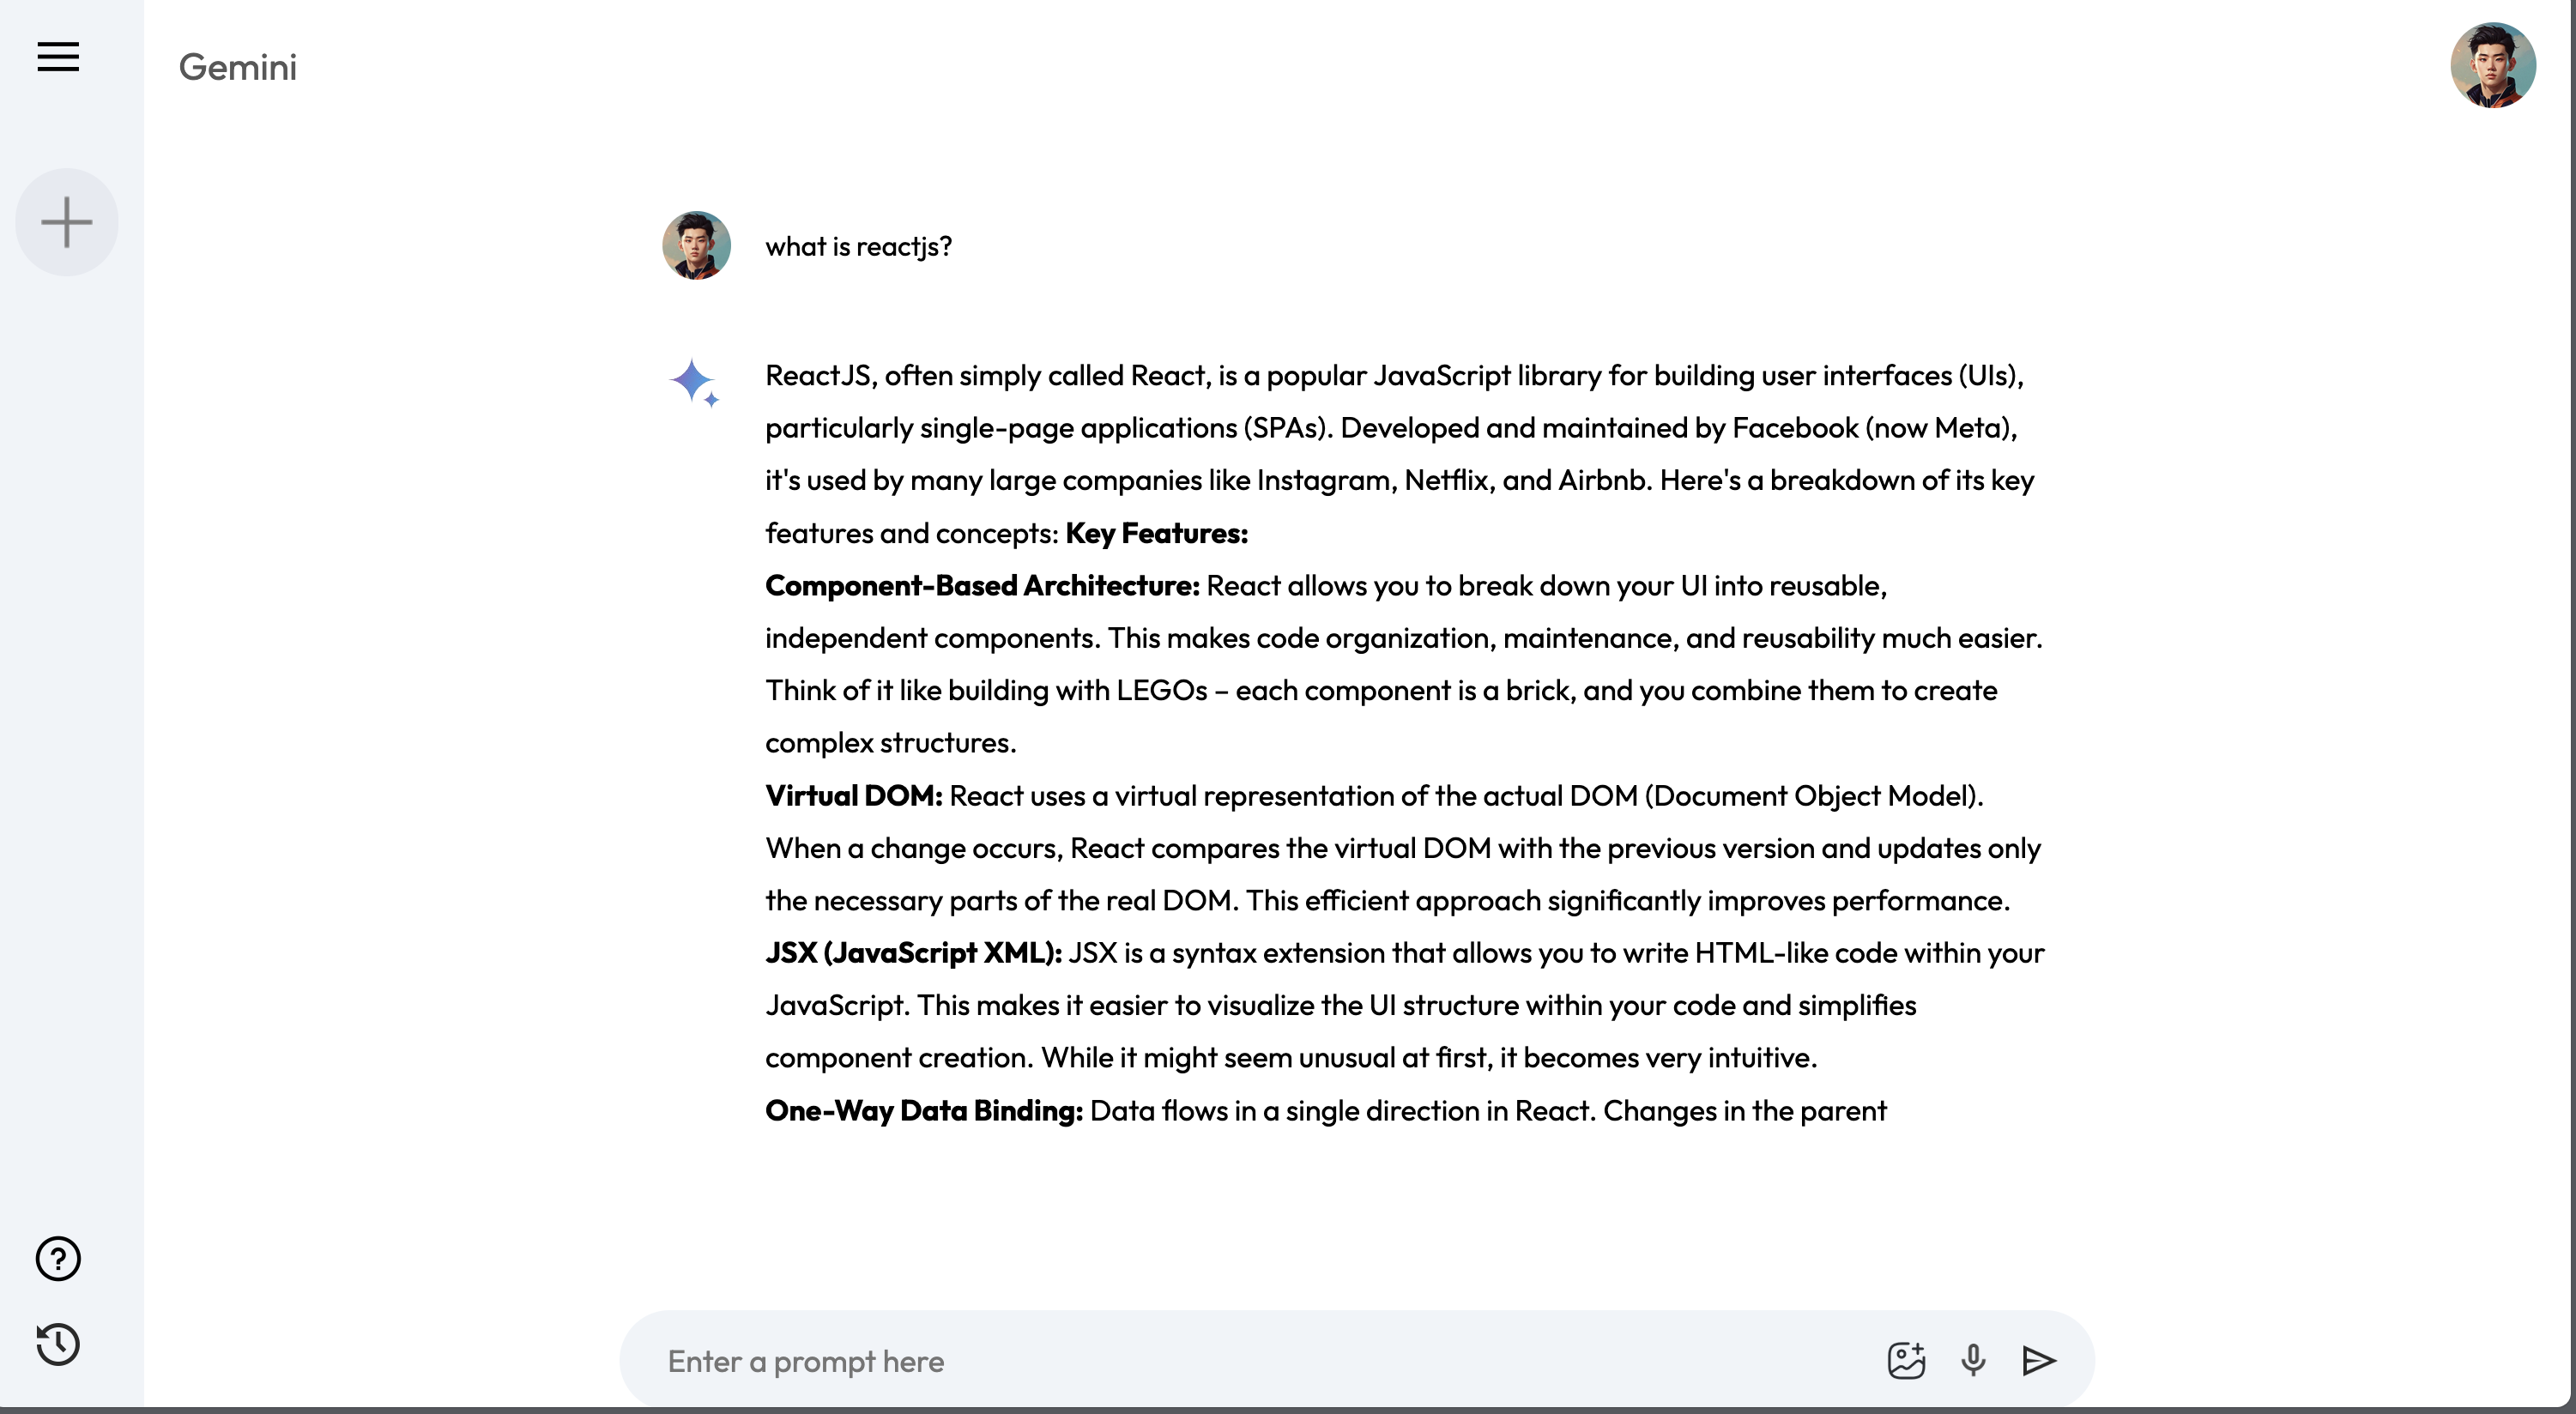 Gemini
what is reactjs?
ReactJS, often simply called React, is a popular JavaScript library for building user interfaces (UIs),
particularly single-page applications (SPAs). Developed and maintained by Facebook (now Meta),
it's used by many large companies like Instagram, Netflix, and Airbnb. Here's a breakdown of its key
features and concepts: Key Features:
Component-Based Architecture: React allows you to break down your UI into reusable,
independent components. This makes code organization, maintenance, and reusability much easier.
Think of it like building with LEGOs – each component is a brick, and you combine them to create
complex structures.
Virtual DOM: React uses a virtual representation of the actual DOM (Document Object Model).
When a change occurs, React compares the virtual DOM with the previous version and updates only
the necessary parts of the real DOM. This efficient approach significantly improves performance.
JSX (JavaScript XML): JSX is a syntax extension that allows you to write HTML-like code within your
JavaScript. This makes it easier to visualize the UI structure within your code and simplifies
component creation. While it might seem unusual at first, it becomes very intuitive.
One-Way Data Binding: Data flows in a single direction in React. Changes in the parent
Enter a prompt here